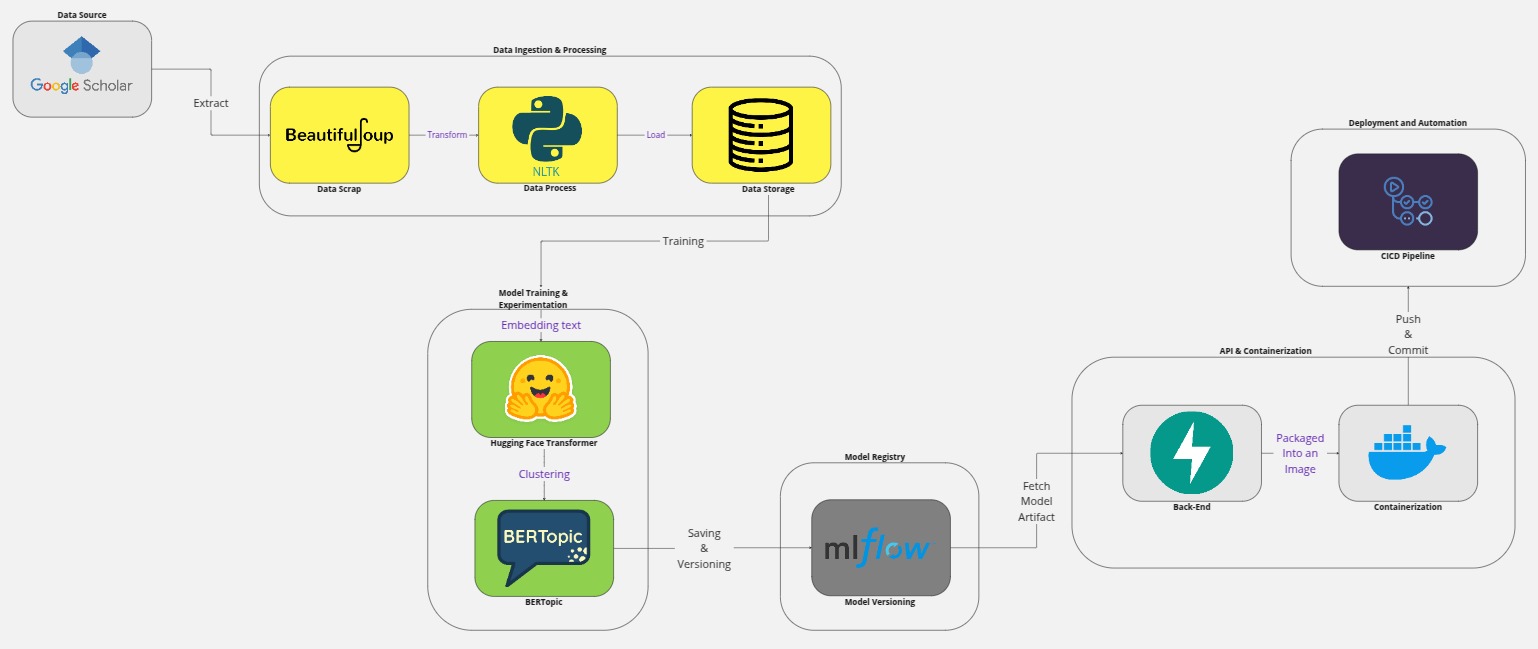 Data Source
Google Scholar
Extract
Data Ingestion & Processing
BeautifulSoup
Data Scrap
Transform
NLTK
Data Process
Load
Data Storage
Training
Model Training &
Experimentation
Embedding text
Hugging Face Transformer
Clustering
BERTopic
BERTopic
Saving
&
Versioning
Model Registry
mlflow
Model Versioning
Fetch
Model
Artifact
API & Containerization
Back-End
Packaged
Into an
Image
Containerization
Push
&
Commit
Deployment and Automation
CICD Pipeline